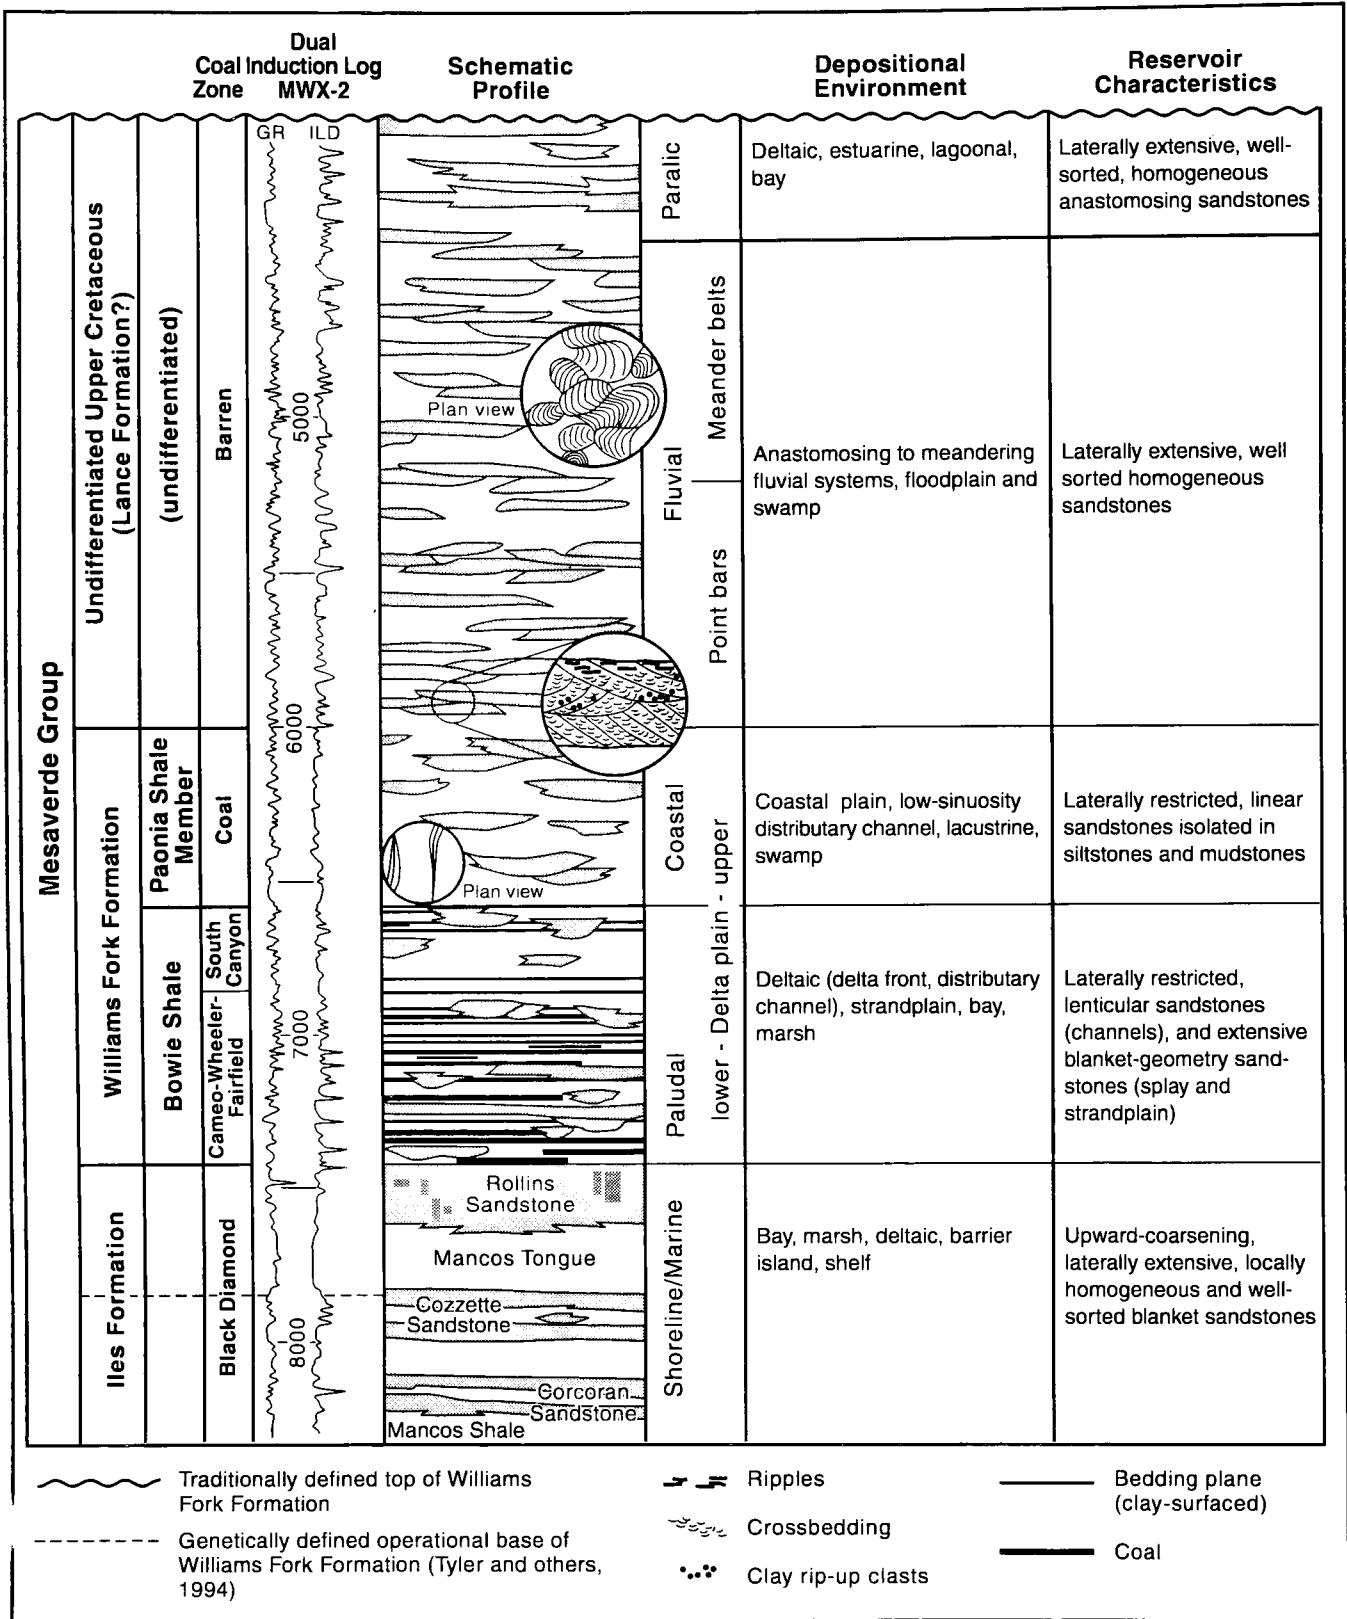 Coal
Zone
Dual
Induction Log
MWX-2
Schematic
Profile
Depositional
Environment
Reservoir
Characteristics
GR ILD
Mesaverde Group
Undifferentiated Upper Cretaceous
(Lance Formation?)
(undifferentiated)
Barren
5000
Plan view
Paralic
Deltaic, estuarine, lagoonal,
bay
Laterally extensive, well-
sorted, homogeneous
anastomosing sandstones
Fluvial
Meander belts
Point bars
Anastomosing to meandering
fluvial systems, floodplain and
swamp
Laterally extensive, well
sorted homogeneous
sandstones
Williams Fork Formation
Paonia Shale
Member
Coal
6000
Plan view
Coastal
lower - Delta plain - upper
Coastal plain, low-sinuosity
distributary channel, lacustrine,
swamp
Laterally restricted, linear
sandstones isolated in
siltstones and mudstones
Bowie Shale
South
Canyon
Cameo-Wheeler-
Fairfield
7000
Paludal
Deltaic (delta front, distributary
channel), strandplain, bay,
marsh
Laterally restricted,
lenticular sandstones
(channels), and extensive
blanket-geometry sand-
stones (splay and
strandplain)
Iles Formation
Black Diamond
8000
Rollins
Sandstone
Mancos Tongue
Cozzette
Sandstone
Corcoran
Sandstone
Mancos Shale
Shoreline/Marine
Bay, marsh, deltaic, barrier
island, shelf
Upward-coarsening,
laterally extensive, locally
homogeneous and well-
sorted blanket sandstones
Traditionally defined top of Williams
Fork Formation
Genetically defined operational base of
Williams Fork Formation (Tyler and others,
1994)
Ripples
Crossbedding
Clay rip-up clasts
Bedding plane
(clay-surfaced)
Coal